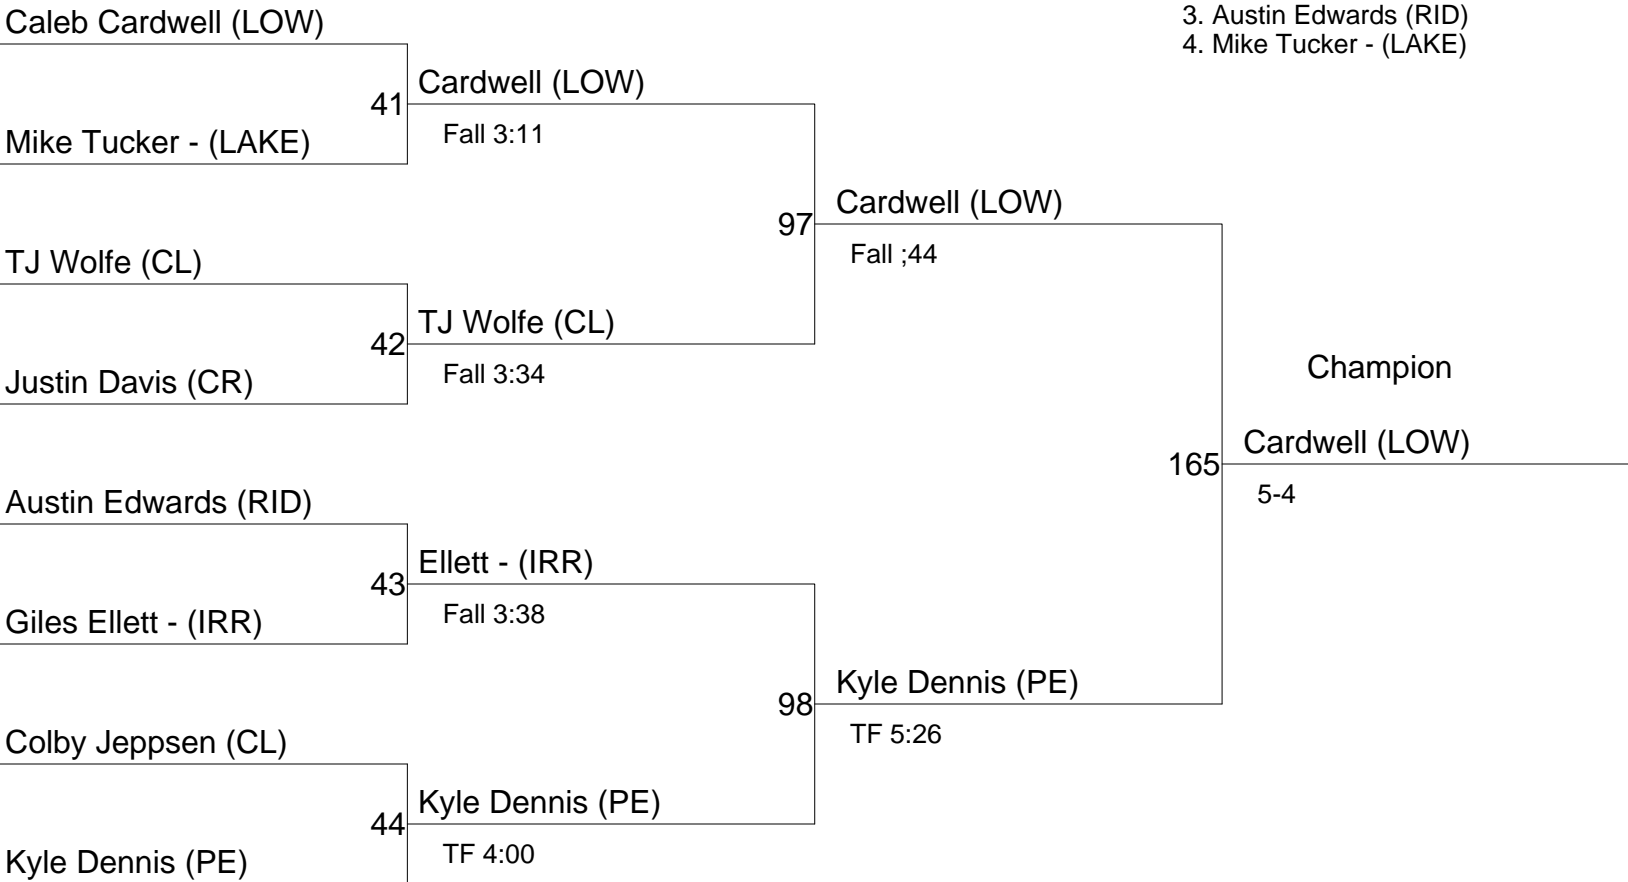 3. Austin Edwards (RID)
4. Mike Tucker - (LAKE)
Caleb Cardwell (LOW)
41
Mike Tucker - (LAKE)
Cardwell (LOW)
Fall 3:11
TJ Wolfe (CL)
42
Justin Davis (CR)
TJ Wolfe (CL)
Fall 3:34
97
Cardwell (LOW)
Fall ;44
Austin Edwards (RID)
43
Giles Ellett - (IRR)
Ellett - (IRR)
Fall 3:38
Colby Jeppsen (CL)
44
Kyle Dennis (PE)
Kyle Dennis (PE)
TF 4:00
98
Kyle Dennis (PE)
TF 5:26
165
Champion
Cardwell (LOW)
5-4